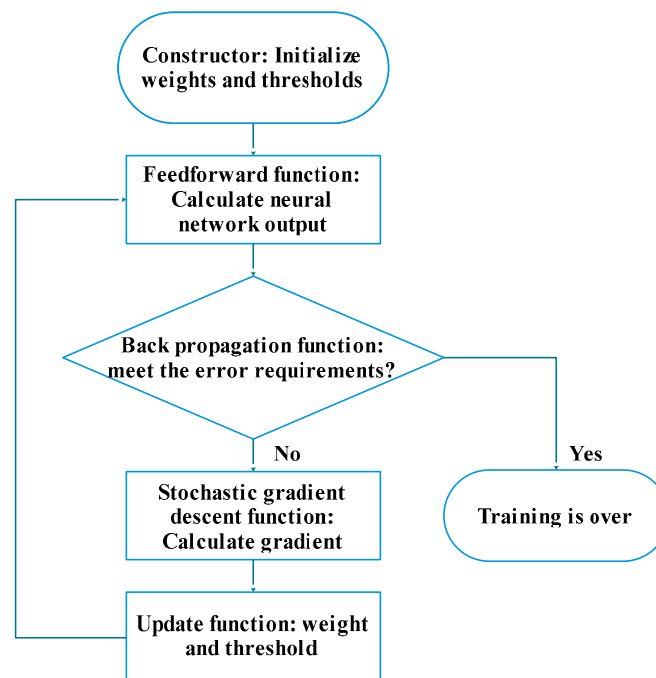 Constructor: Initialize
weights and thresholds
Feedforward function:
Calculate neural
network output
Back propagation function:
meet the error requirements?
No
Yes
Stochastic gradient
descent function:
Calculate gradient
Training is over
Update function: weight
and threshold